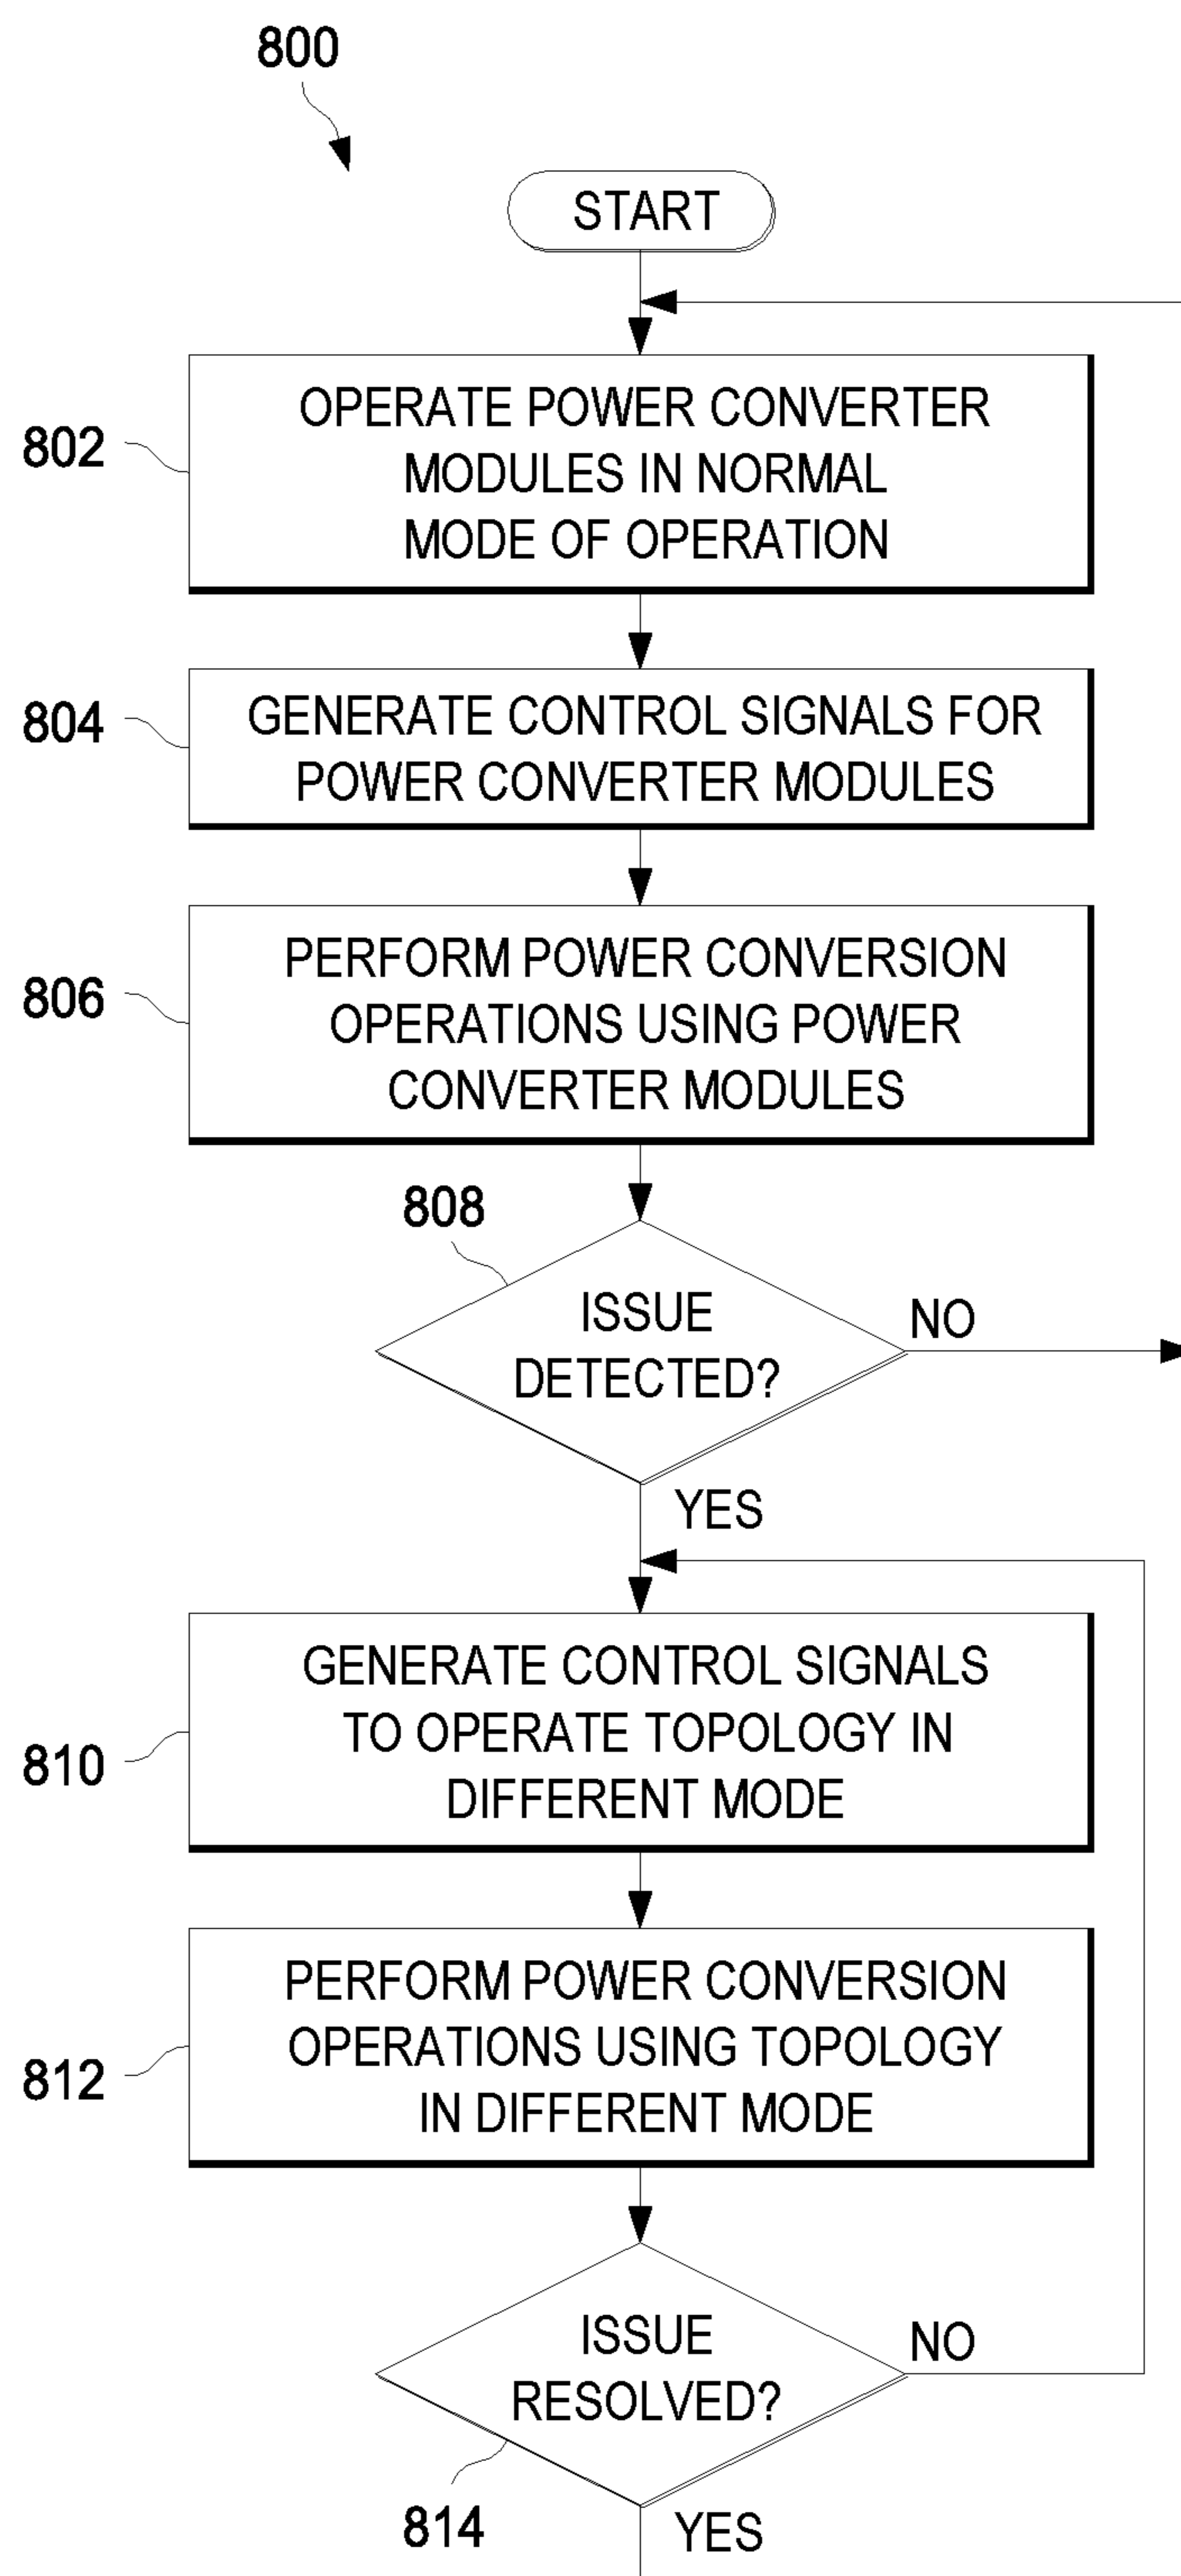 800
START
802
OPERATE POWER CONVERTER
MODULES IN NORMAL
MODE OF OPERATION
804
GENERATE CONTROL SIGNALS FOR
POWER CONVERTER MODULES
806
PERFORM POWER CONVERSION
OPERATIONS USING POWER
CONVERTER MODULES
808
ISSUE
DETECTED?
NO
YES
810
GENERATE CONTROL SIGNALS
TO OPERATE TOPOLOGY IN
DIFFERENT MODE
812
PERFORM POWER CONVERSION
OPERATIONS USING TOPOLOGY
IN DIFFERENT MODE
ISSUE
RESOLVED?
NO
814
YES